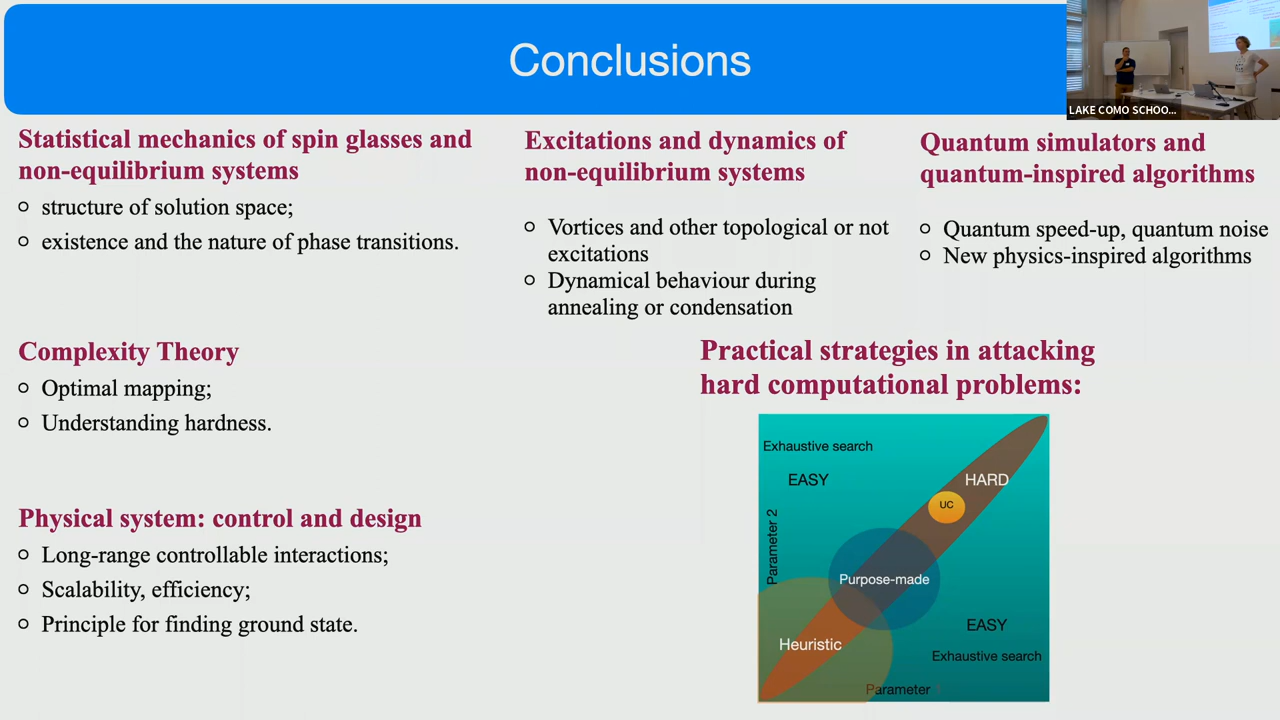 Conclusions
LAKE COMO SCHOO...
Statistical mechanics of spin glasses and
non-equilibrium systems
structure of solution space;
existence and the nature of phase transitions.
Excitations and dynamics of
non-equilibrium systems
Vortices and other topological or not
excitations
Dynamical behaviour during
annealing or condensation
Quantum simulators and
quantum-inspired algorithms
Quantum speed-up, quantum noise
New physics-inspired algorithms
Complexity Theory
Optimal mapping;
Understanding hardness.
Physical system: control and design
Long-range controllable interactions;
Scalability, efficiency;
Principle for finding ground state.
Practical strategies in attacking
hard computational problems:
Exhaustive search
EASY
HARD
UC
Parameter 2
Purpose-made
Heuristic
EASY
Exhaustive search
Parameter